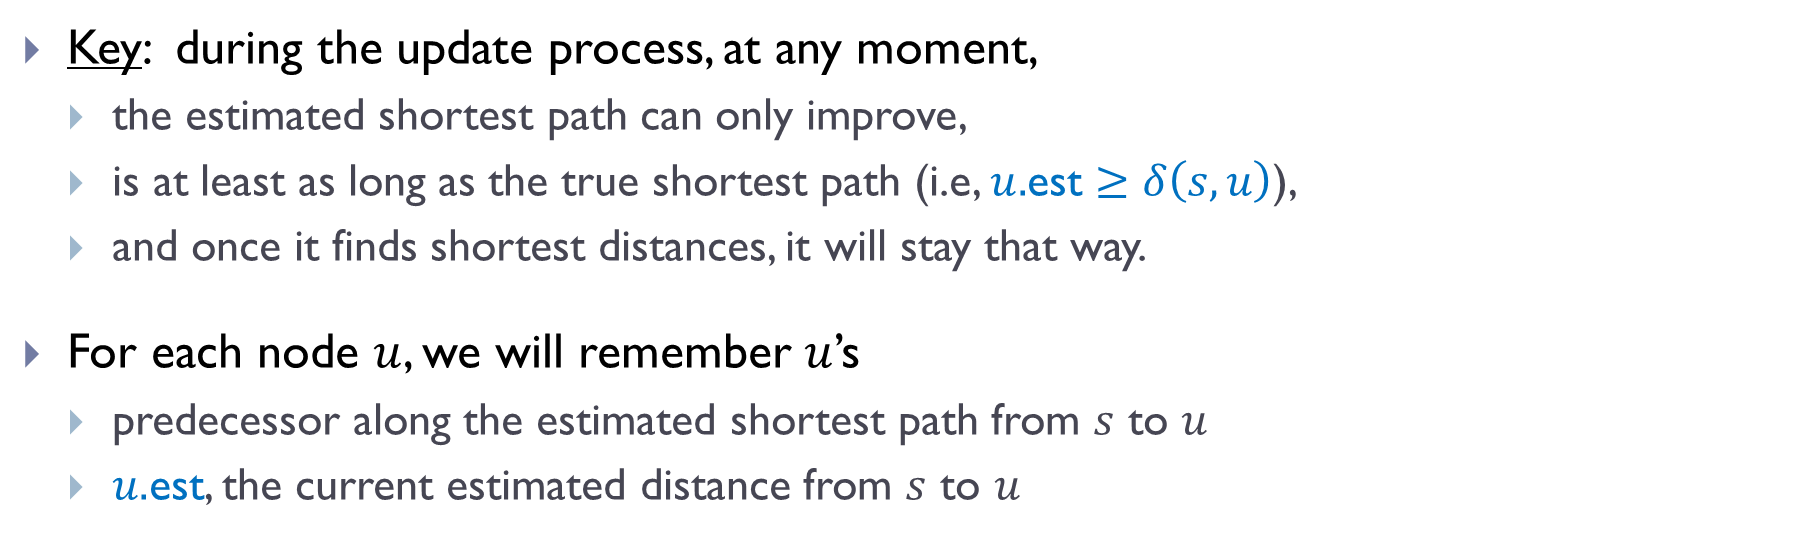 Key: during the update process, at any moment,
the estimated shortest path can only improve,
is at least as long as the true shortest path (i.e, u.est ≥ δ(s, u)),
and once it finds shortest distances, it will stay that way.
For each node u, we will remember u’s
predecessor along the estimated shortest path from s to u
u.est, the current estimated distance from s to u